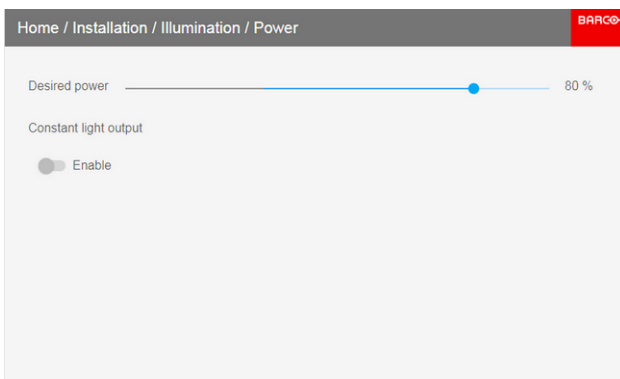 Home / Installation / Illumination / Power
BARCO
Desired power 80 %
Constant light output
Enable